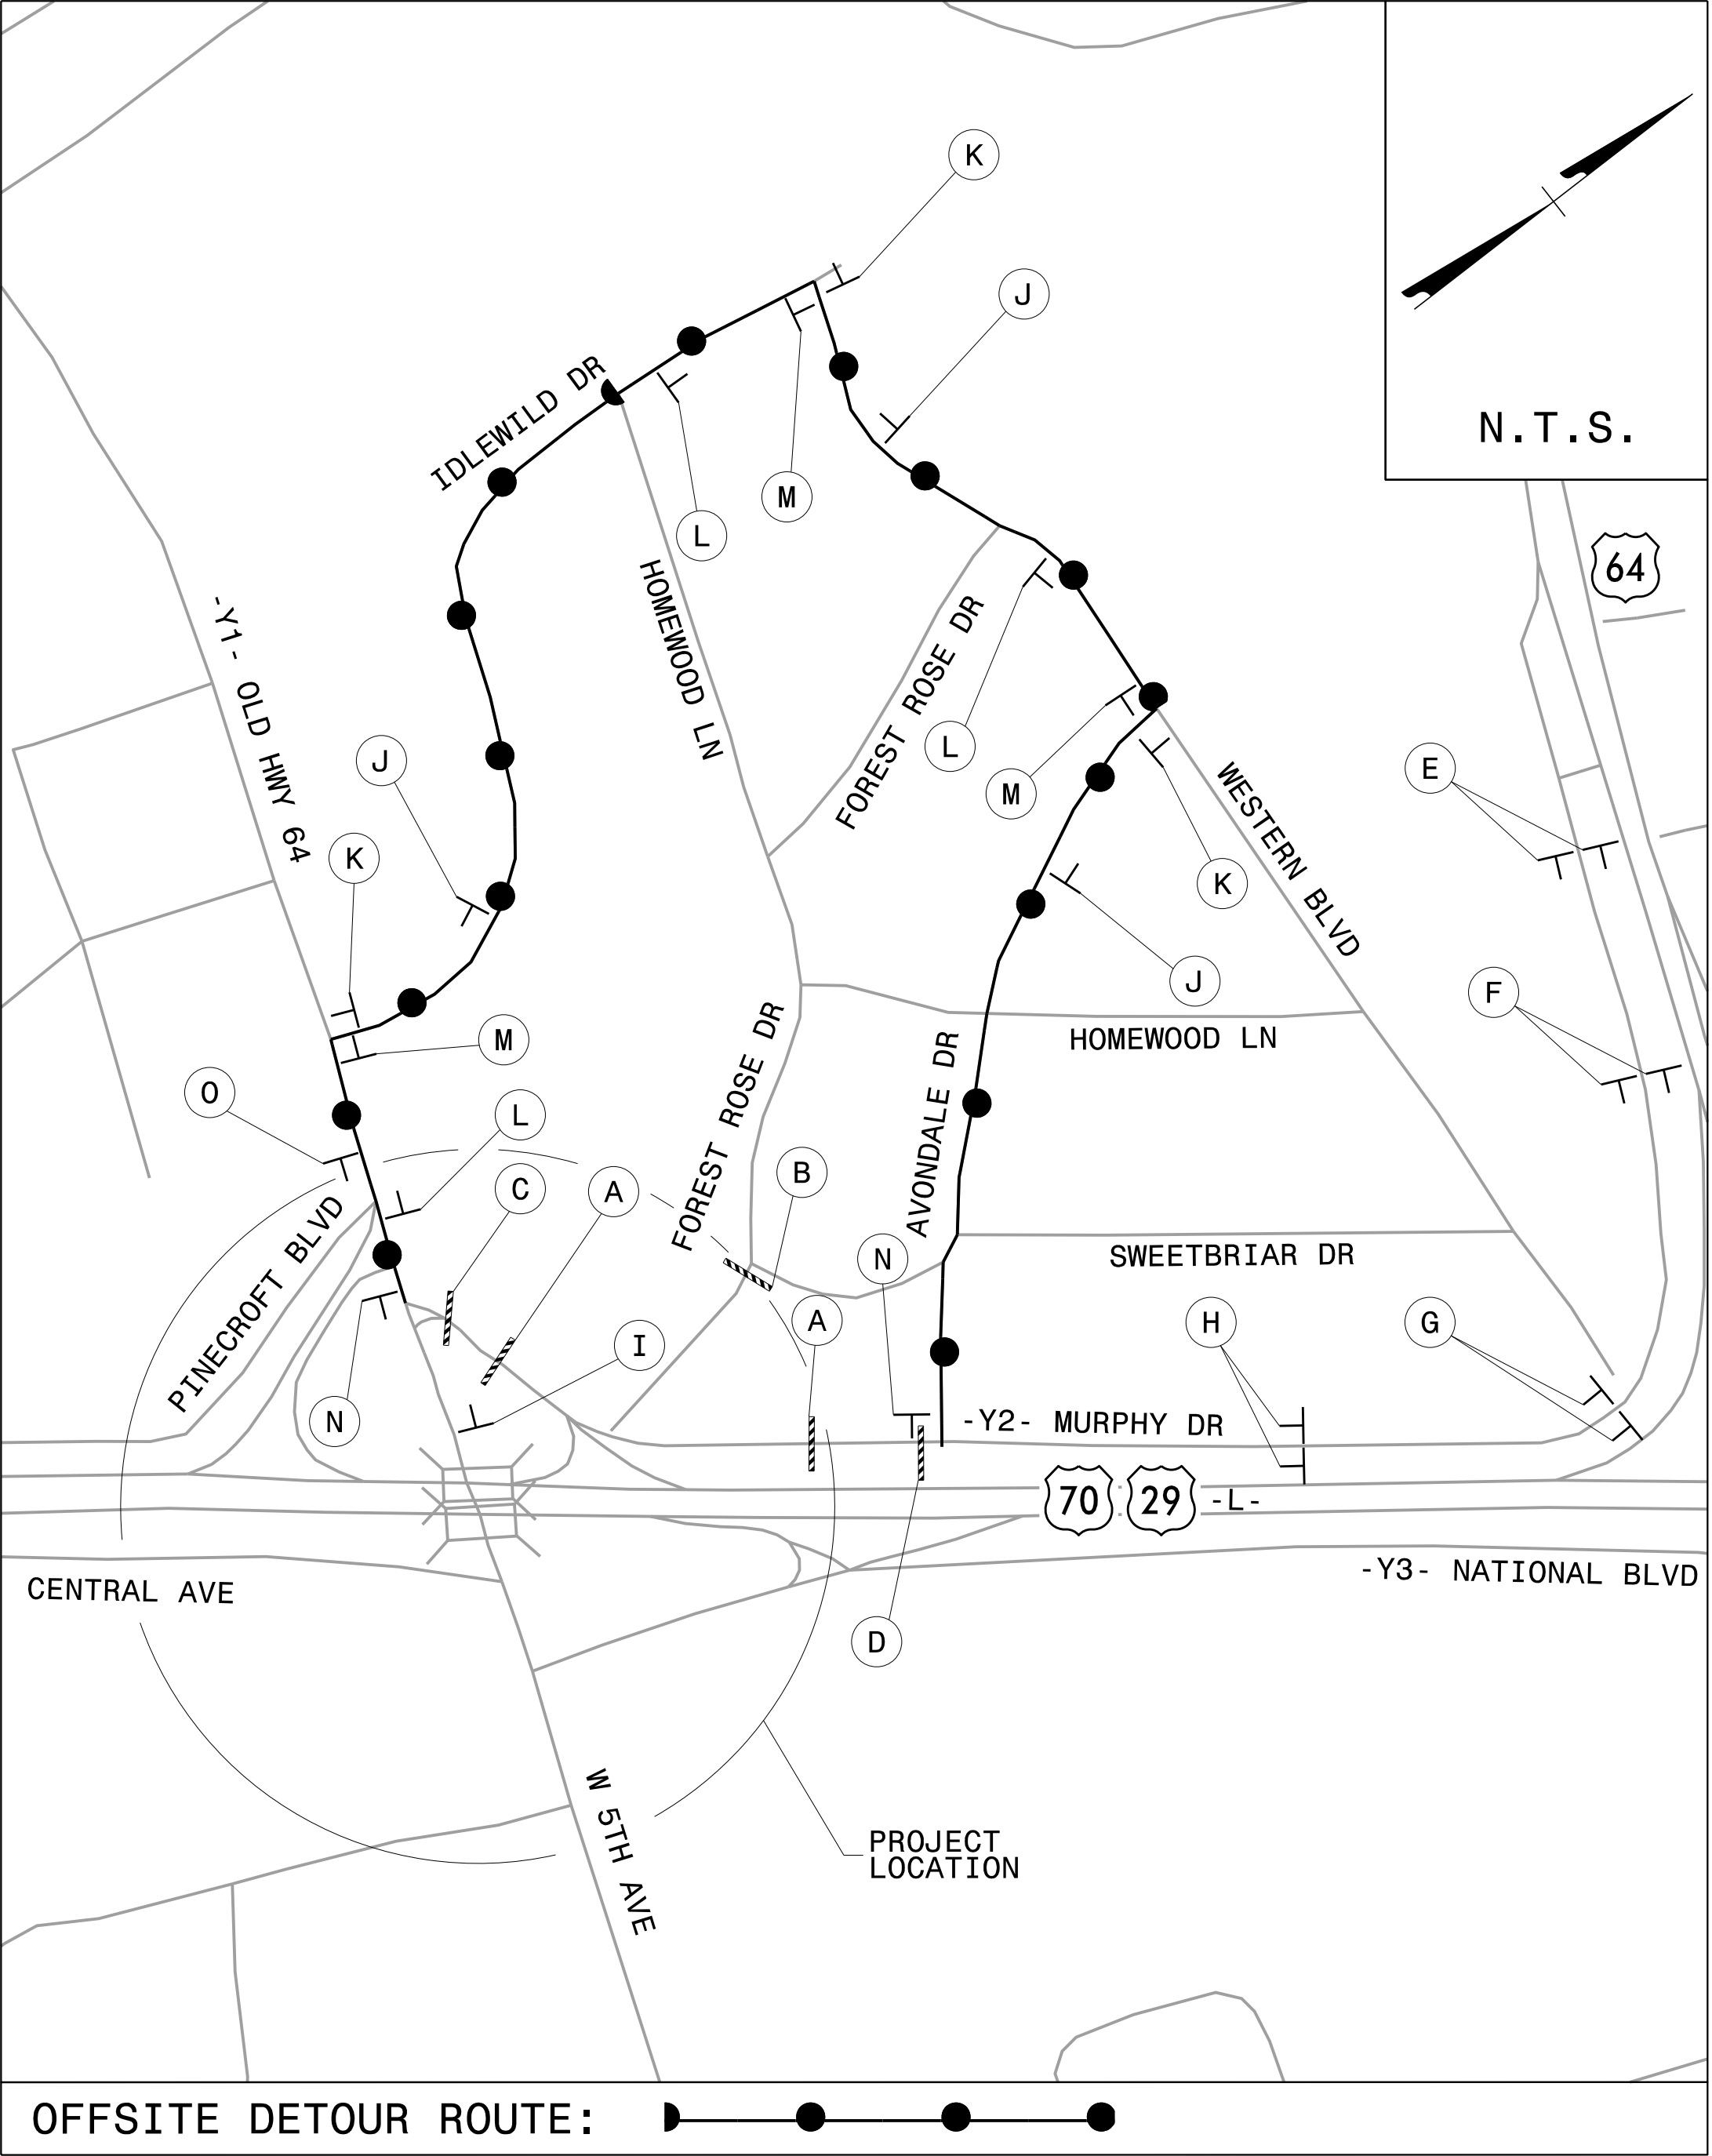 K
J
N.T.S.
IDLEWILD DR
M
L
64
HOMEWOOD LN
-Y1- OLD HWY 64
FOREST ROSE DR
J
L
M
E
WESTERN BLVD
K
K
J
F
FOREST ROSE DR
M
HOMEWOOD LN
O
AVONDALE DR
L
B
C
A
PINECROFT BLVD
N
SWEETBRIAR DR
A
H
G
I
N
-Y2- MURPHY DR
70
29
-L-
-Y3- NATIONAL BLVD
CENTRAL AVE
D
W 5TH AVE
PROJECT
LOCATION
OFFSITE DETOUR ROUTE: